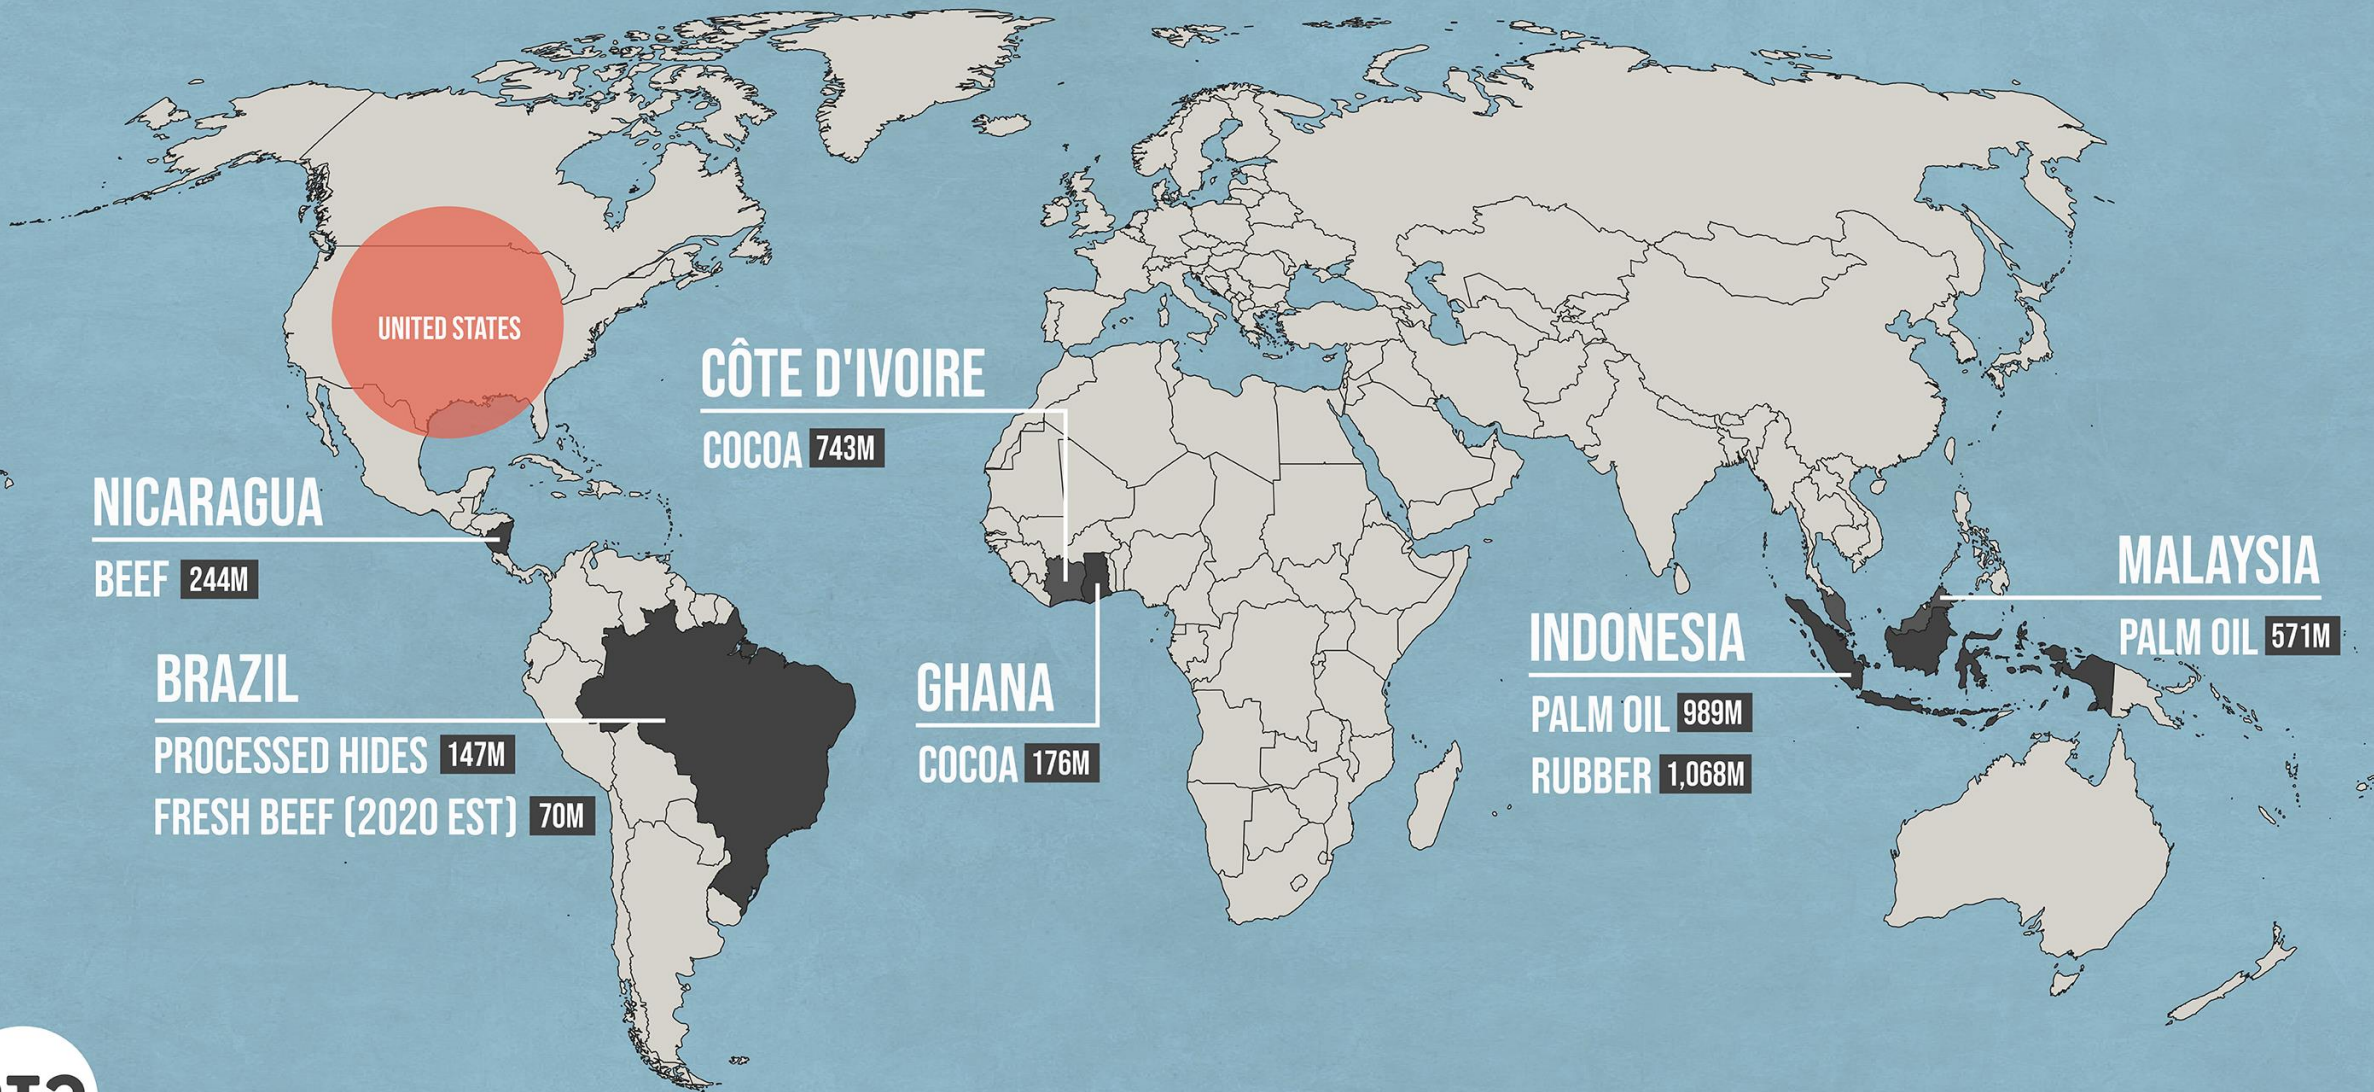 UNITED STATES
CÔTE D'IVOIRE
COCOA 743M
NICARAGUA
BEEF 244M
BRAZIL
PROCESSED HIDES 147M
FRESH BEEF (2020 EST) 70M
GHANA
COCOA 176M
INDONESIA
PALM OIL 989M
RUBBER 1,068M
MALAYSIA
PALM OIL 571M